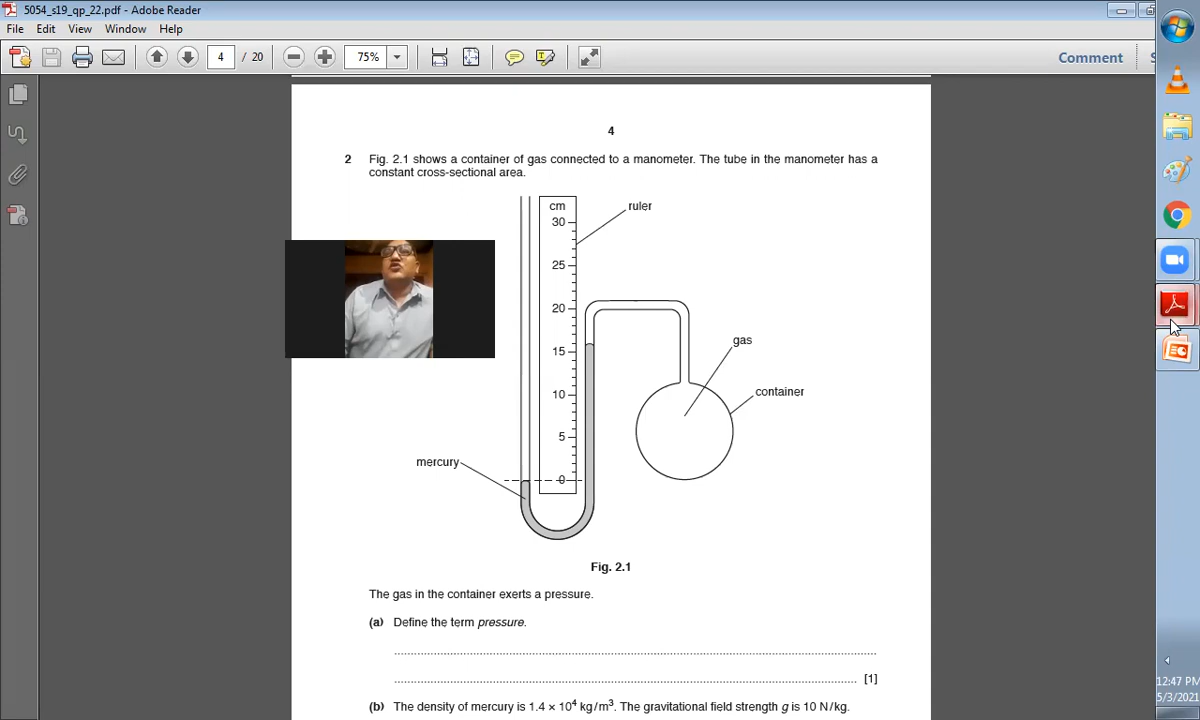 5054_s19_qp_22.pdf - Adobe Reader
File Edit View Window Help
4 / 20 75% Comment
4
2 Fig. 2.1 shows a container of gas connected to a manometer. The tube in the manometer has a
constant cross-sectional area.
cm
ruler
30
25
20
15
10
5
0
gas
container
mercury
Fig. 2.1
The gas in the container exerts a pressure.
(a) Define the term pressure.
..........................................................................................................................
..................................................................................................................... [1]
(b) The density of mercury is 1.4 × 10⁴ kg/m³. The gravitational field strength g is 10 N/kg.
12:47 PM
5/3/2021